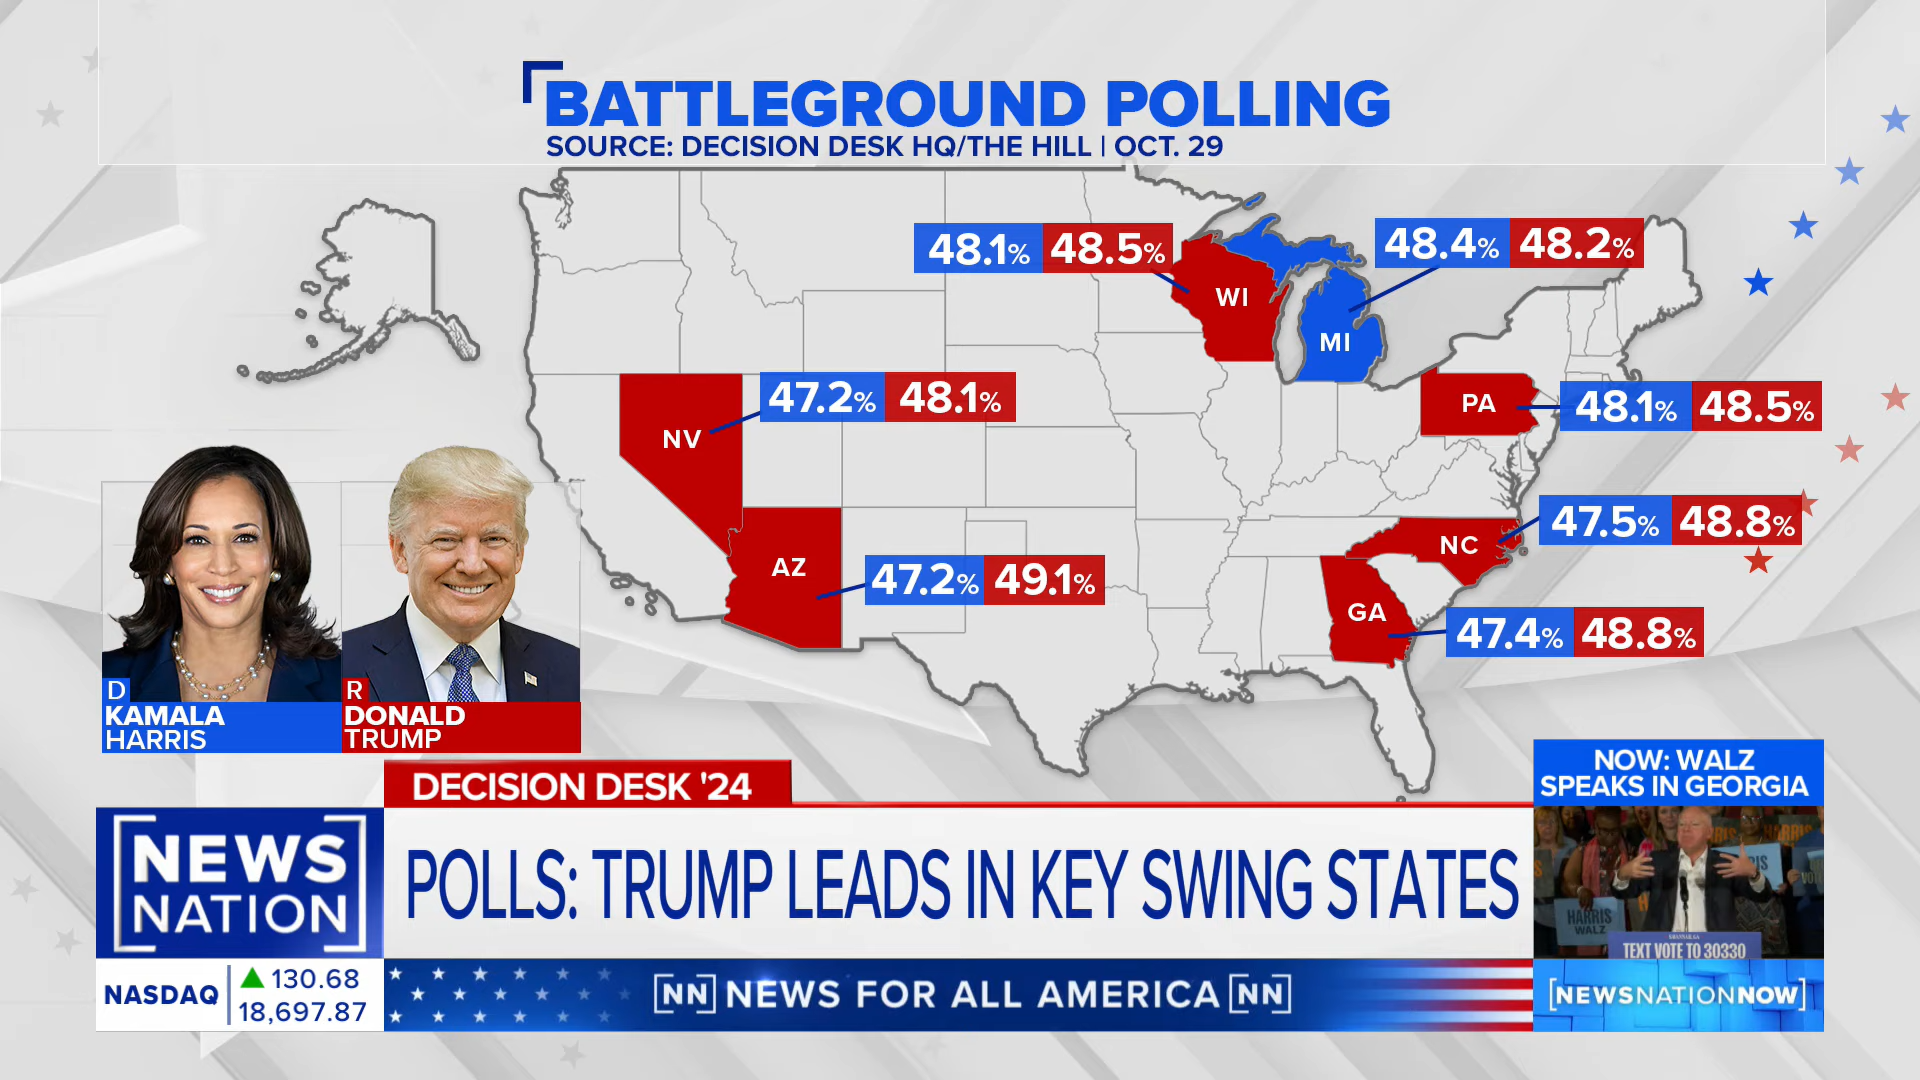 BATTLEGROUND POLLING
SOURCE: DECISION DESK HQ/THE HILL | OCT. 29
48.1% 48.5%
WI
48.4% 48.2%
MI
47.2% 48.1%
NV
PA
48.1% 48.5%
47.5% 48.8%
NC
AZ
47.2% 49.1%
GA
47.4% 48.8%
D
KAMALA
HARRIS
R
DONALD
TRUMP
DECISION DESK '24
NOW: WALZ
SPEAKS IN GEORGIA
NEWS
NATION
POLLS: TRUMP LEADS IN KEY SWING STATES
HARRIS
WALZ
TEXT VOTE TO 30330
NASDAQ
130.68
18,697.87
NN NEWS FOR ALL AMERICA NN
NEWSNATIONNOW